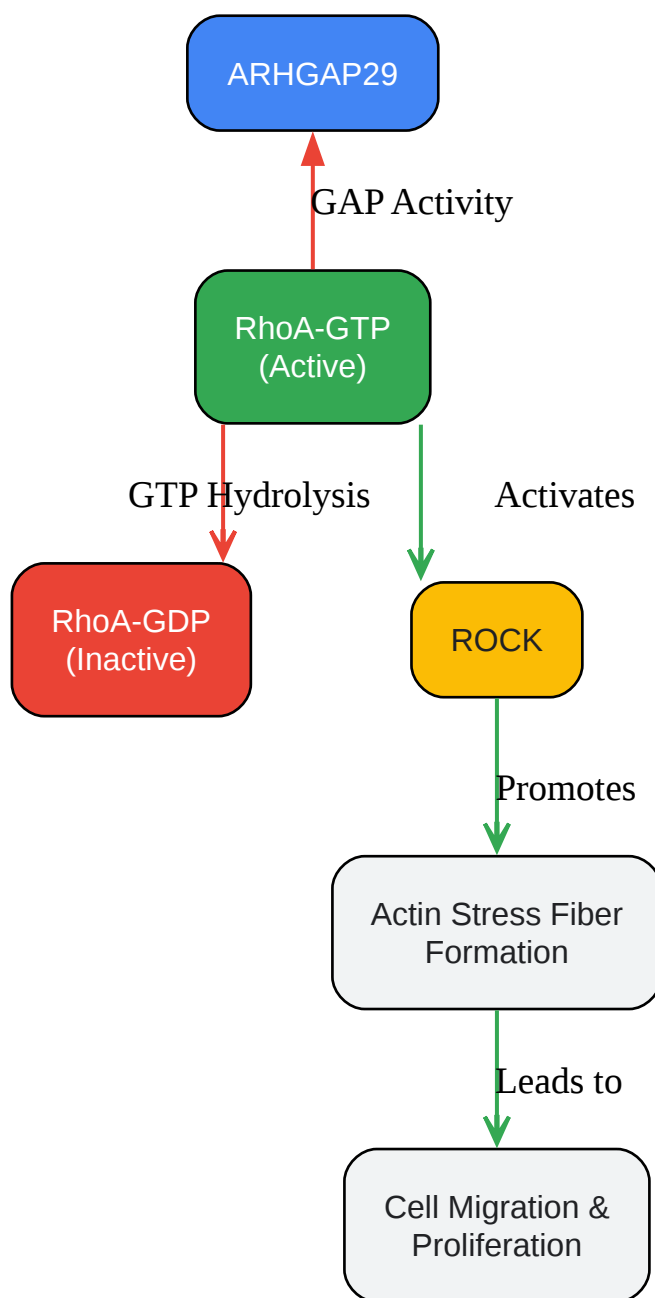 ARHGAP29
GAP Activity
RhoA-GTP
(Active)
GTP Hydrolysis
Activates
RhoA-GDP
(Inactive)
ROCK
Promotes
Actin Stress Fiber
Formation
Leads to
Cell Migration &
Proliferation